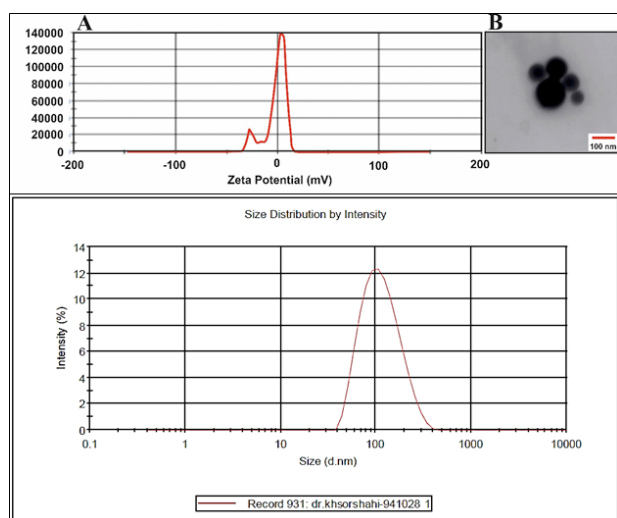 A
140000
120000
100000
80000
60000
40000
20000
0
-200 -100 0 100 200
Zeta Potential (mV)
B
100 nm
Size Distribution by Intensity
14
12
10
8
6
4
2
0
Intensity (%)
0.1 1 10 100 1000 10000
Size (d.nm)
Record 931: dr.khsorshahi-941028 1